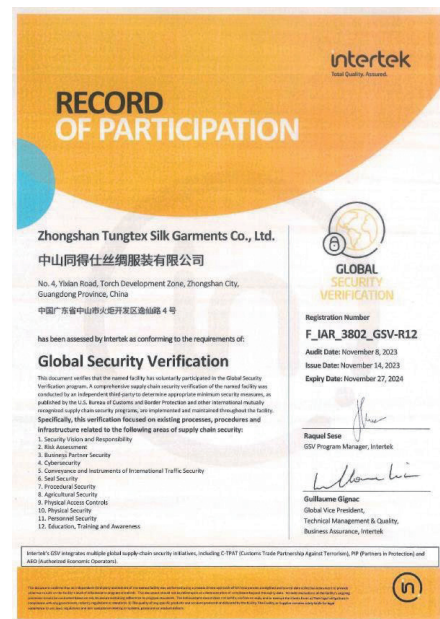 intertek
Total Quality. Assured.
RECORD
OF PARTICIPATION
Zhongshan Tungtex Silk Garments Co., Ltd.
中山同得仕丝绸服装有限公司
No. 4, Yixian Road, Torch Development Zone, Zhongshan City,
Guangdong Province, China
中国广东省中山市火炬开发区逸仙路 4 号
has been assessed by Intertek as conforming to the requirements of:
Global Security Verification
This document verifies that the named facility has voluntarily participated in the Global Security
Verification program. A comprehensive supply chain security verification of the named facility was
conducted by an independent third-party to determine appropriate minimum security measures, as
published by the U.S. Bureau of Customs and Border Protection and other international mutually
recognized supply chain security programs, are implemented and maintained throughout the facility.
Specifically, this verification focused on existing processes, procedures and
infrastructure related to the following areas of supply chain security:
1. Security Vision and Responsibility
2. Risk Assessment
3. Business Partner Security
4. Cybersecurity
5. Conveyance and Instruments of International Traffic Security
6. Seal Security
7. Procedural Security
8. Agricultural Security
9. Physical Access Controls
10. Physical Security
11. Personnel Security
12. Education, Training and Awareness
GLOBAL
SECURITY
VERIFICATION
Registration Number
F_IAR_3802_GSV-R12
Audit Date: November 8, 2023
Issue Date: November 14, 2023
Expiry Date: November 27, 2024
Raquel Sese
GSV Program Manager, Intertek
Guillaume Gignac
Global Vice President,
Technical Management & Quality,
Business Assurance, Intertek
Intertek's GSV integrates multiple global supply chain security initiatives, including C-TPAT (Customs Trade Partnership Against Terrorism), PIP (Partners in Protection) and
AEO (Authorized Economic Operators).
in